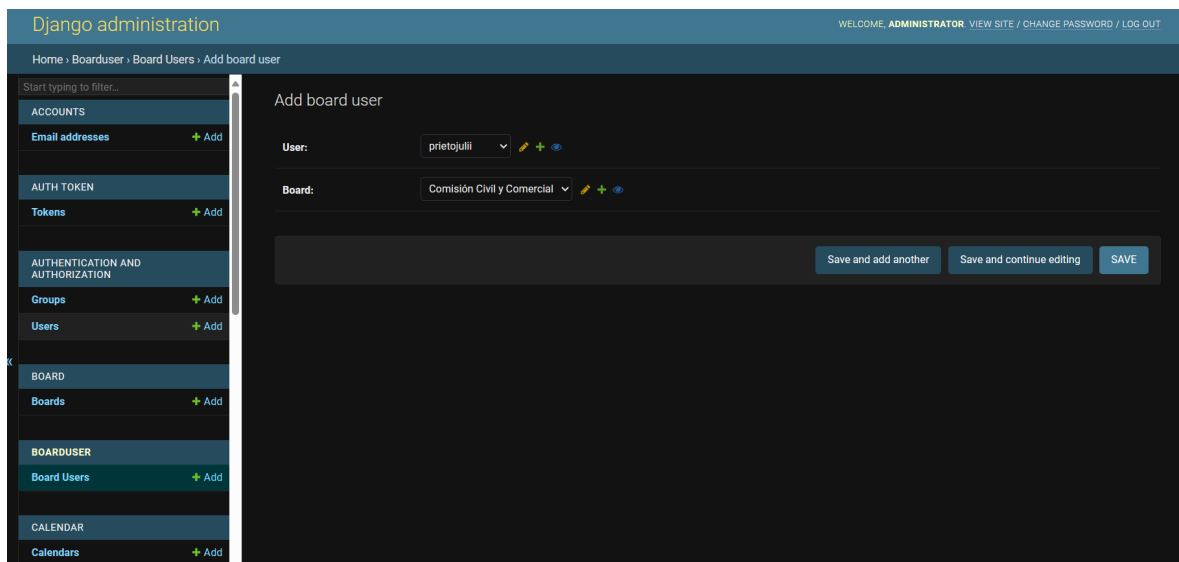 Django administration
WELCOME, ADMINISTRATOR. VIEW SITE / CHANGE PASSWORD / LOG OUT
Home › Boarduser › Board Users › Add board user
Start typing to filter...
ACCOUNTS
Email addresses + Add
AUTH TOKEN
Tokens + Add
AUTHENTICATION AND
AUTHORIZATION
Groups + Add
Users + Add
BOARD
Boards + Add
BOARDUSER
Board Users + Add
CALENDAR
Calendars + Add
«
Add board user
User: prietojulii
Board: Comisión Civil y Comercial
Save and add another Save and continue editing SAVE